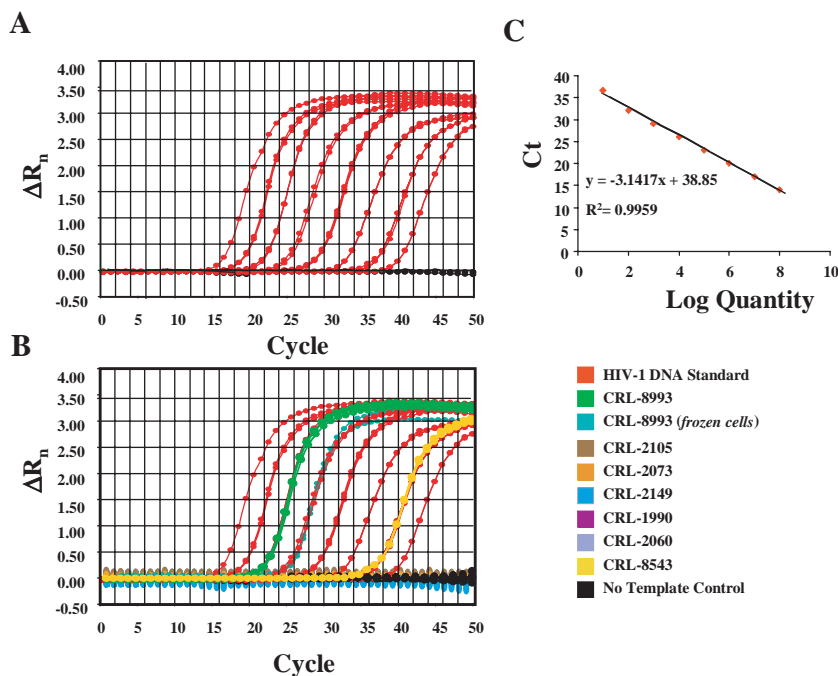 A
4.00
3.50
3.00
2.50
2.00
1.50
1.00
0.50
0.00
-0.50
ΔRn
0 5 10 15 20 25 30 35 40 45 50
Cycle
C
40
35
30
25
20
15
10
5
0
Ct
y = -3.1417x + 38.85
R²= 0.9959
0 2 4 6 8 10
Log Quantity
B
4.00
3.50
3.00
2.50
2.00
1.50
1.00
0.50
0.00
-0.50
ΔRn
0 5 10 15 20 25 30 35 40 45 50
Cycle
HIV-1 DNA Standard
CRL-8993
CRL-8993 (frozen cells)
CRL-2105
CRL-2073
CRL-2149
CRL-1990
CRL-2060
CRL-8543
No Template Control